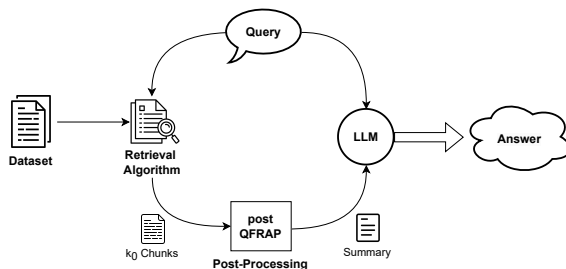 Query
Dataset
Retrieval
Algorithm
LLM
Answer
k0 Chunks
post
QFRAP
Post-Processing
Summary